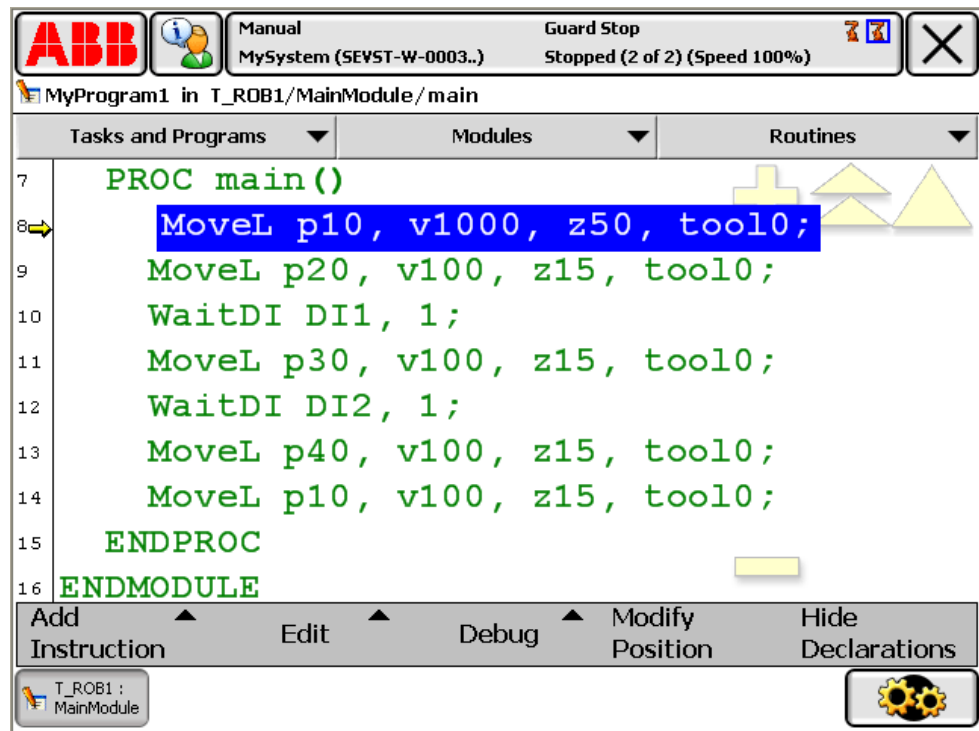 ABB
Manual Guard Stop
MySystem (SEVST-W-0003..) Stopped (2 of 2) (Speed 100%)
MyProgram1 in T_ROB1/MainModule/main
Tasks and Programs Modules Routines
7 PROC main()
8 MoveL p10, v1000, z50, tool0;
9 MoveL p20, v100, z15, tool0;
10 WaitDI DI1, 1;
11 MoveL p30, v100, z15, tool0;
12 WaitDI DI2, 1;
13 MoveL p40, v100, z15, tool0;
14 MoveL p10, v100, z15, tool0;
15 ENDPROC
16 ENDMODULE
Add Instruction Edit Debug Modify Position Hide Declarations
T_ROB1 :
MainModule